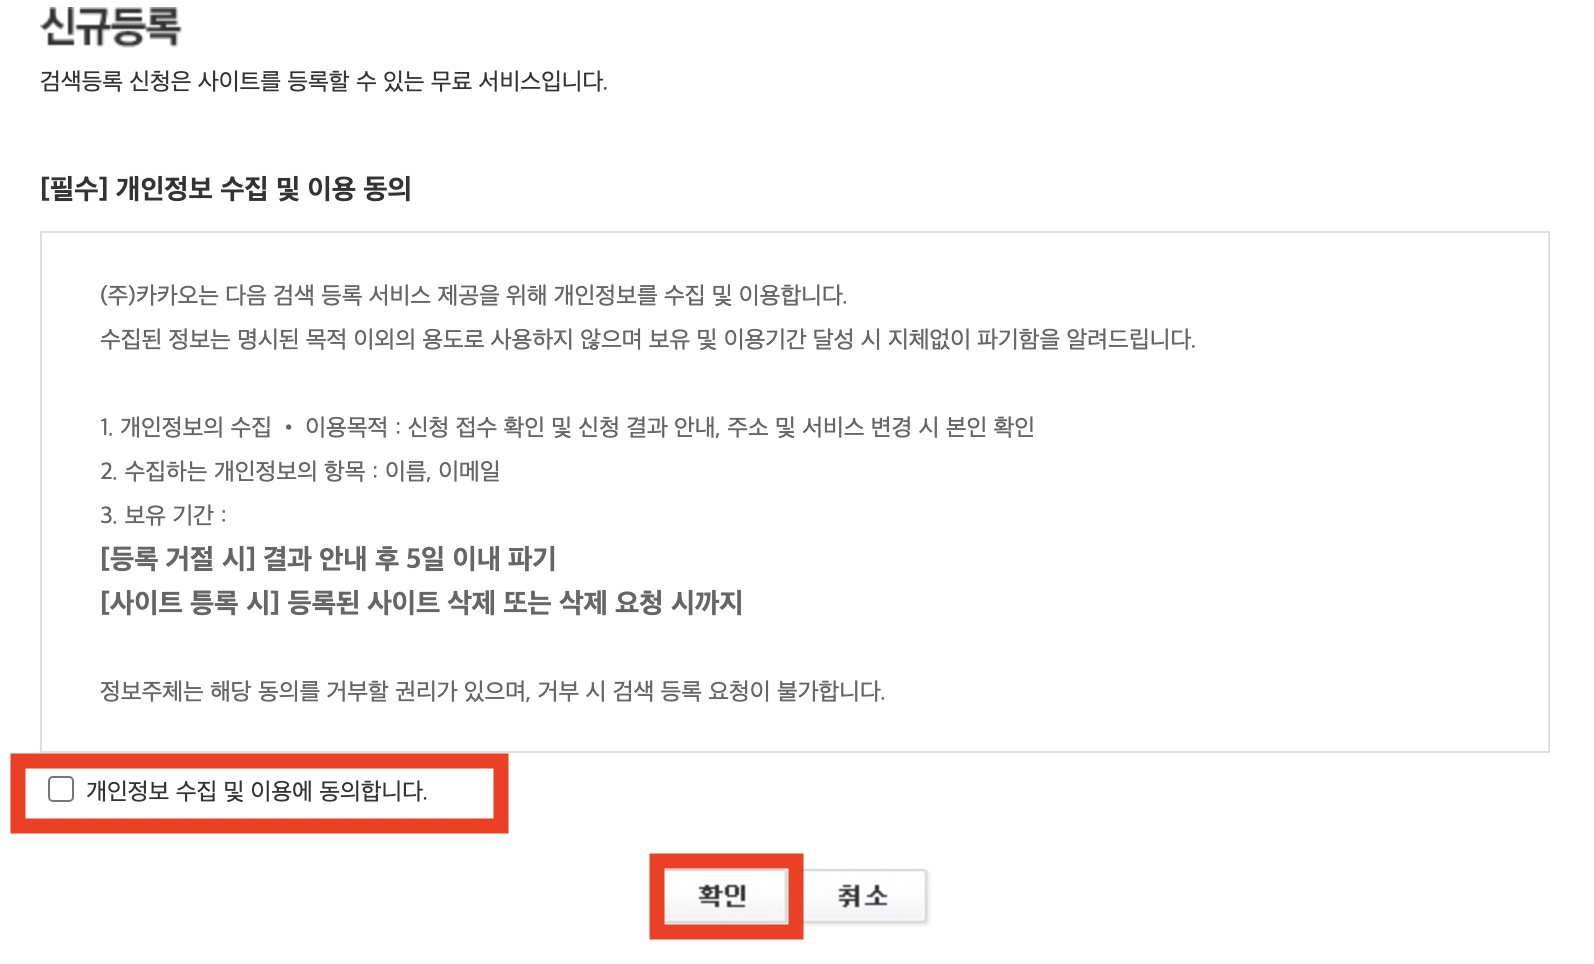 신규등록
검색등록 신청은 사이트를 등록할 수 있는 무료 서비스입니다.
[필수] 개인정보 수집 및 이용 동의
(주)카카오는 다음 검색 등록 서비스 제공을 위해 개인정보를 수집 및 이용합니다.
수집된 정보는 명시된 목적 이외의 용도로 사용하지 않으며 보유 및 이용기간 달성 시 지체없이 파기함을 알려드립니다.
1. 개인정보의 수집 • 이용목적 : 신청 접수 확인 및 신청 결과 안내, 주소 및 서비스 변경 시 본인 확인
2. 수집하는 개인정보의 항목 : 이름, 이메일
3. 보유 기간 :
[등록 거절 시] 결과 안내 후 5일 이내 파기
[사이트 틍록 시] 등록된 사이트 삭제 또는 삭제 요청 시까지
정보주체는 해당 동의를 거부할 권리가 있으며, 거부 시 검색 등록 요청이 불가합니다.
개인정보 수집 및 이용에 동의합니다.
확인 취소